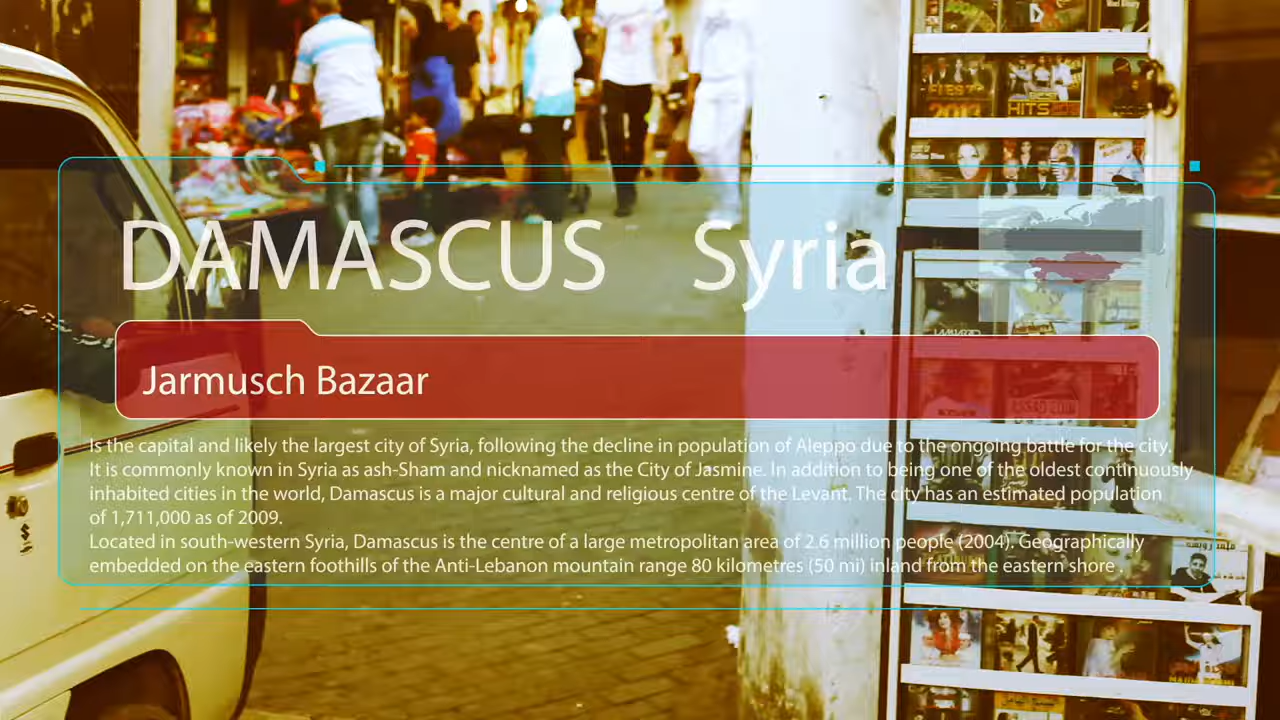 FIEST
2013
HITS
DAMASCUS Syria
Jarmusch Bazaar
Is the capital and likely the largest city of Syria, following the decline in population of Aleppo due to the ongoing battle for the city.
It is commonly known in Syria as ash-Sham and nicknamed as the City of Jasmine. In addition to being one of the oldest continuously
inhabited cities in the world, Damascus is a major cultural and religious centre of the Levant. The city has an estimated population
of 1,711,000 as of 2009.
Located in south-western Syria, Damascus is the centre of a large metropolitan area of 2.6 million people (2004). Geographically
embedded on the eastern foothills of the Anti-Lebanon mountain range 80 kilometres (50 mi) inland from the eastern shore .